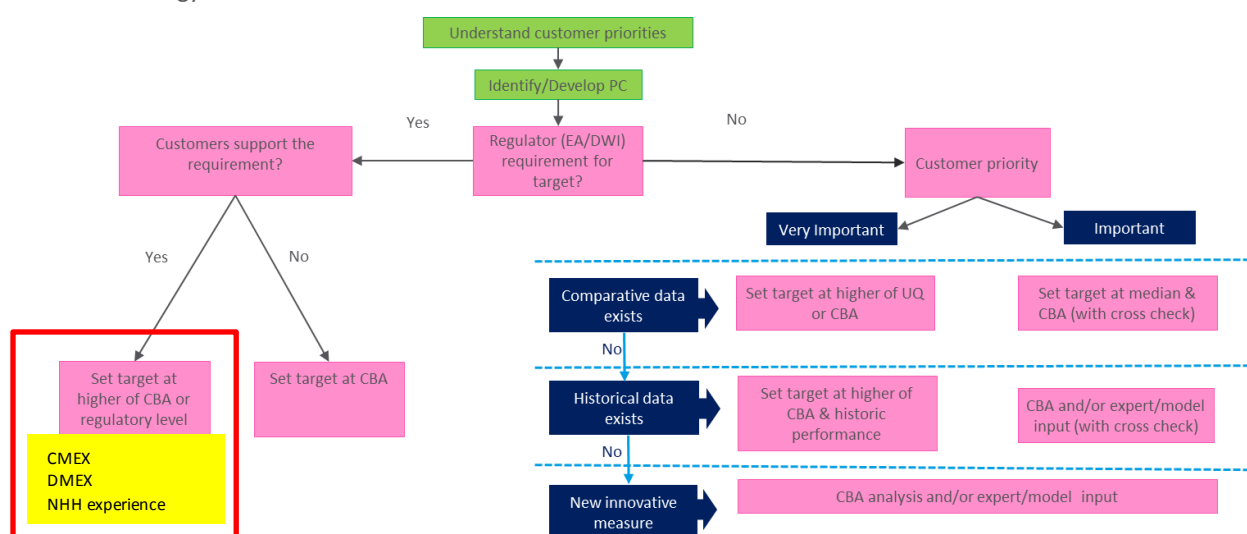 Understand customer priorities
Identify/Develop PC
Yes
No
Customers support the
requirement?
Regulator (EA/DWI)
requirement for
target?
Customer priority
Very Important
Important
Yes
No
Comparative data
exists
Set target at higher of UQ
or CBA
Set target at median &
CBA (with cross check)
No
Set target at
higher of CBA or
regulatory level
Set target at CBA
Historical data
exists
Set target at higher of
CBA & historic
performance
CBA and/or expert/model
input (with cross check)
No
CMEX
DMEX
NHH experience
New innovative
measure
CBA analysis and/or expert/model input